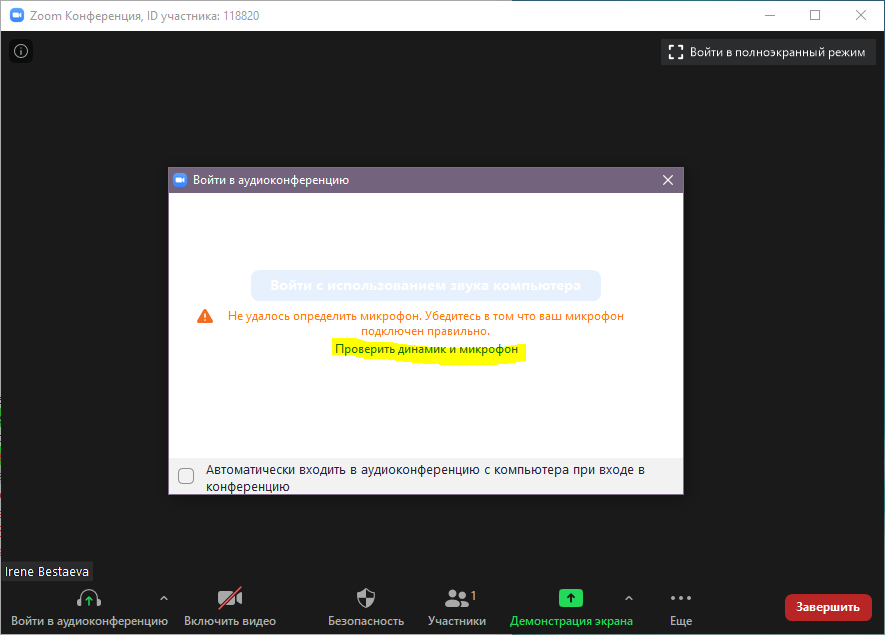 Zoom Конференция, ID участника: 118820
Войти в полноэкранный режим
Войти в аудиоконференцию
Войти с использованием звука компьютера
Не удалось определить микрофон. Убедитесь в том что ваш микрофон
подключен правильно.
Проверить динамик и микрофон
Автоматически входить в аудиоконференцию с компьютера при входе в
конференцию
Irene Bestaeva
1
Войти в аудиоконференцию
Включить видео
Безопасность
Участники
Демонстрация экрана
Еще
Завершить